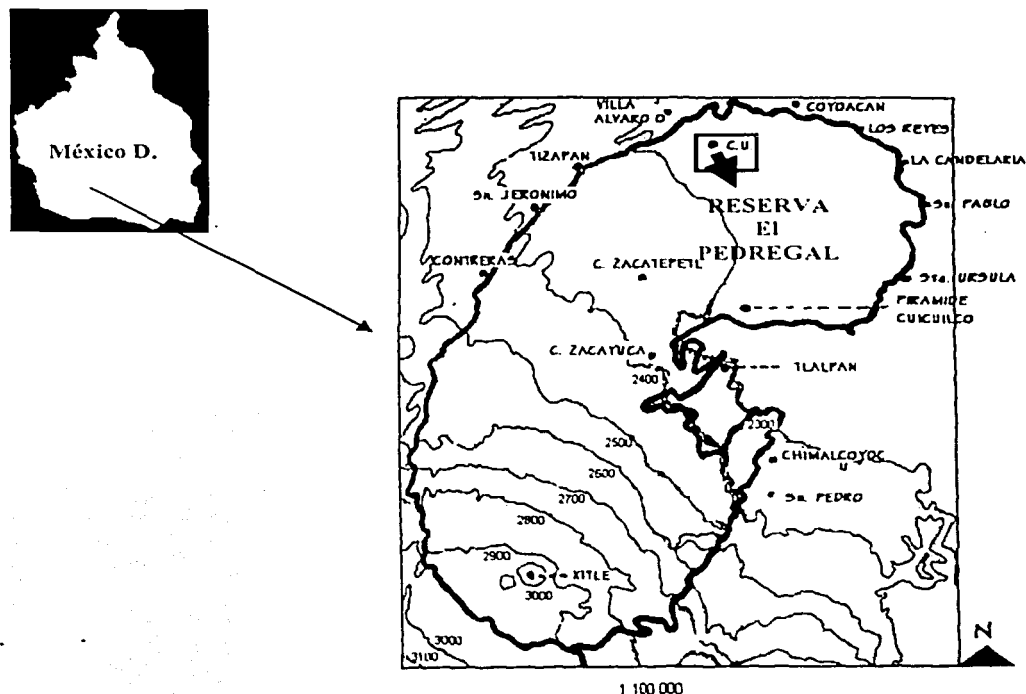 México D.
VILLA
ALVARO O
COYOACAN
LOS REYES
C.U
TIZAPAN
LA CANDELARIA
Sn. JERONIMO
RESERVA
El
PEDREGAL
Sn. PABLO
CONTRERAS
C. ZACATEPETL
Sta. URSULA
PIRAMIDE
CUICUILCO
C. ZACAYUCA
TLALPAN
2400
2300
2500
CHIMALCOYOC
U
2600
2700
Sn. PEDRO
2800
2900
XITLE
3000
3000
3100
N
1 100 000